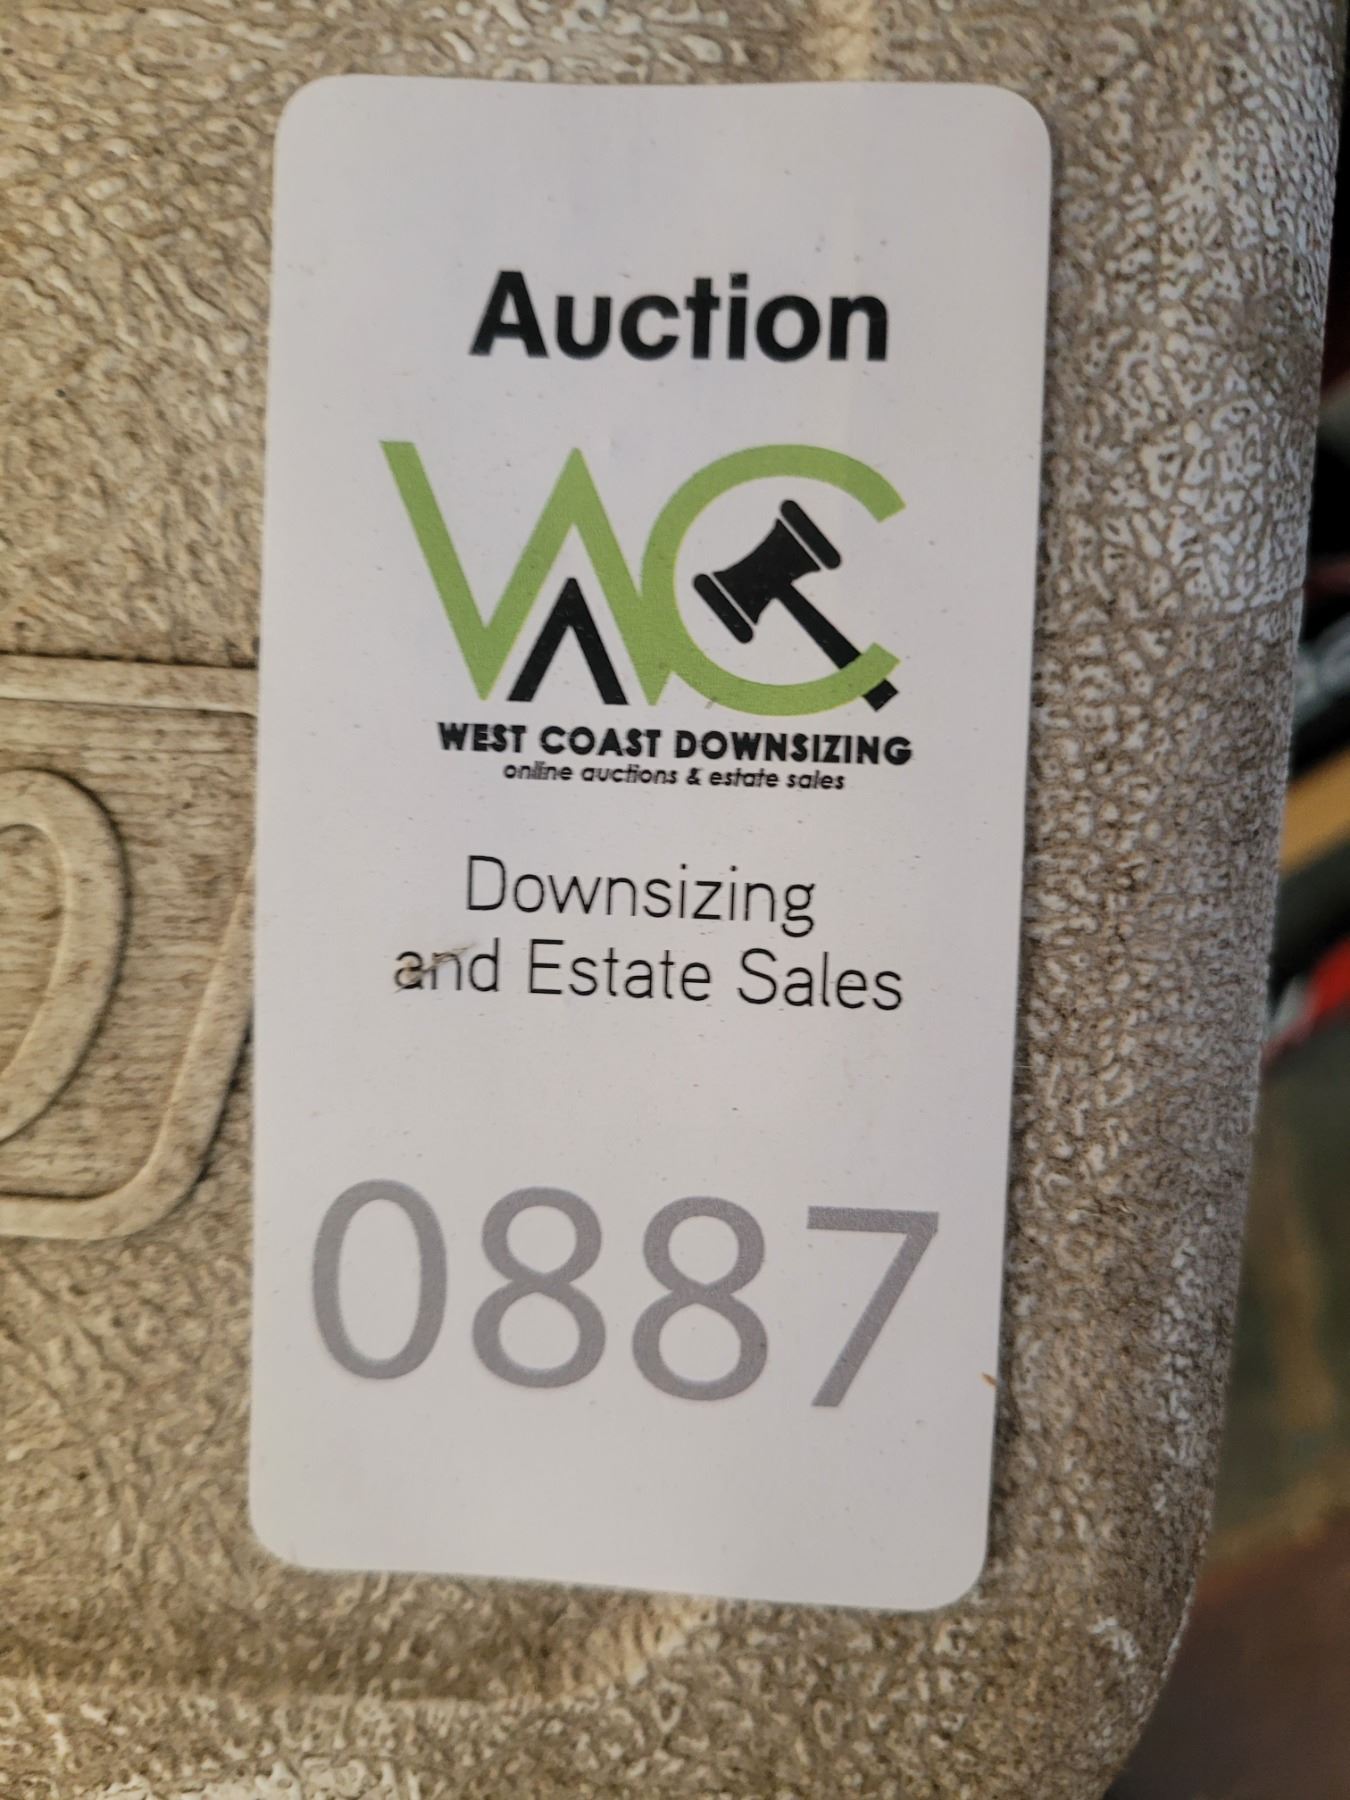 Auction
WC
WEST COAST DOWNSIZING
online auctions & estate sales
Downsizing
and Estate Sales
0887